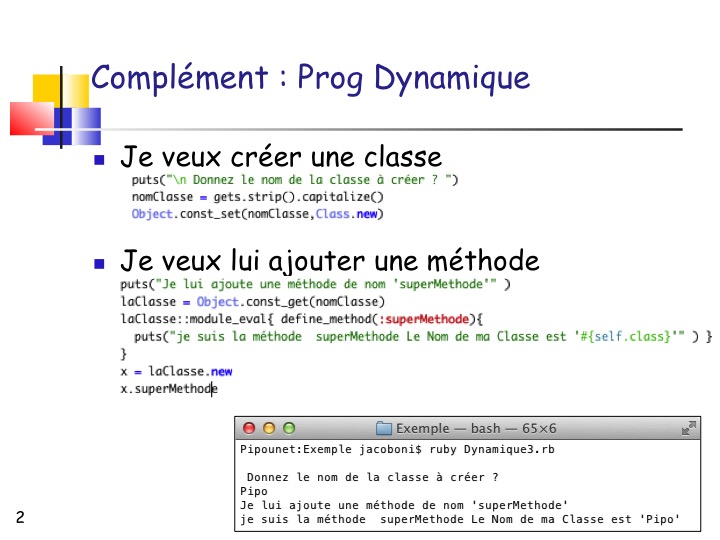 Complément : Prog Dynamique
Je veux créer une classe
puts("\n Donnez le nom de la classe à créer ? ")
nomClasse = gets.strip().capitalize()
Object.const_set(nomClasse,Class.new)
Je veux lui ajouter une méthode
puts("Je lui ajoute une méthode de nom 'superMethode'" )
laClasse = Object.const_get(nomClasse)
laClasse::module_eval{ define_method(:superMethode){
puts("je suis la méthode  superMethode Le Nom de ma Classe est '#{self.class}'" ) }
}
x = laClasse.new
x.superMethode
Exemple — bash — 65×6
Pipounet:Exemple jacoboni$ ruby Dynamique3.rb
Donnez le nom de la classe à créer ?
Pipo
Je lui ajoute une méthode de nom 'superMethode'
je suis la méthode  superMethode Le Nom de ma Classe est 'Pipo'
2